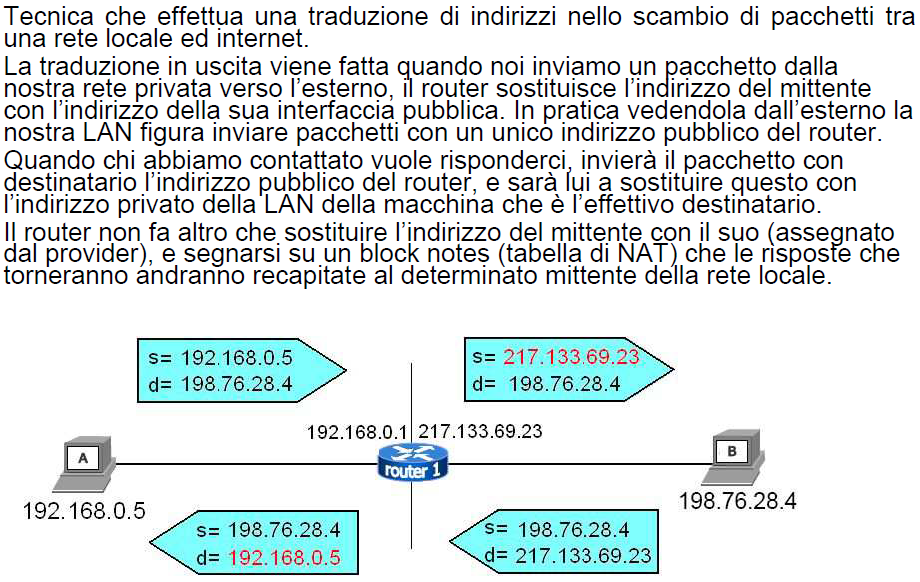 Tecnica che effettua una traduzione di indirizzi nello scambio di pacchetti tra
una rete locale ed internet.
La traduzione in uscita viene fatta quando noi inviamo un pacchetto dalla
nostra rete privata verso l'esterno, il router sostituisce l'indirizzo del mittente
con l'indirizzo della sua interfaccia pubblica. In pratica vedendola dall'esterno la
nostra LAN figura inviare pacchetti con un unico indirizzo pubblico del router.
Quando chi abbiamo contattato vuole risponderci, invierà il pacchetto con
destinatario l'indirizzo pubblico del router, e sarà lui a sostituire questo con
l'indirizzo privato della LAN della macchina che è l'effettivo destinatario.
Il router non fa altro che sostituire l'indirizzo del mittente con il suo (assegnato
dal provider), e segnarsi su un block notes (tabella di NAT) che le risposte che
torneranno andranno recapitate al determinato mittente della rete locale.
s= 192.168.0.5
d= 198.76.28.4
s= 217.133.69.23
d= 198.76.28.4
192.168.0.1
217.133.69.23
A
router 1
B
192.168.0.5
198.76.28.4
s= 198.76.28.4
d= 192.168.0.5
s= 198.76.28.4
d= 217.133.69.23